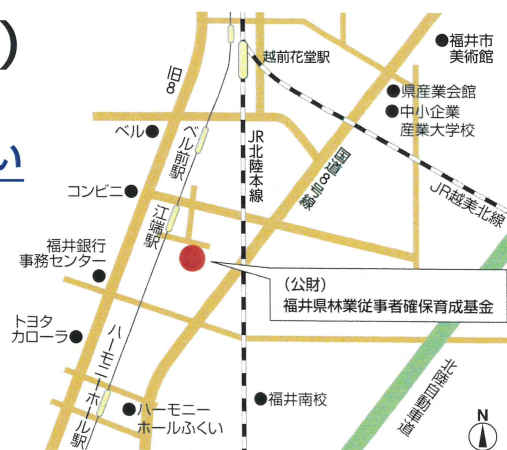 )
い
越前花堂駅
福井市
美術館
旧8
県産業会館
中小企業
産業大学校
ベル
ベル前駅
JR北陸本線
国道8号線
JR越美北線
コンビニ
江端駅
福井銀行
事務センター
(公財)
福井県林業従事者確保育成基金
トヨタ
カローラ
ハーモニーホール駅
北陸自動車道
福井南校
ハーモニー
ホールふくい
N